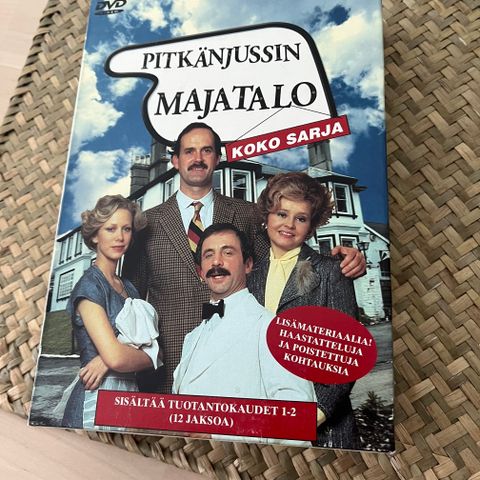 DVD
PITKÄNJUSSIN
MAJATALO
KOKO SARJA
LISÄMATERIAALIA!
HAASTATTELUJA
JA POISTETTUJA
KOHTAUKSIA
SISÄLTÄÄ TUOTANTOKAUDET 1-2
(12 JAKSOA)